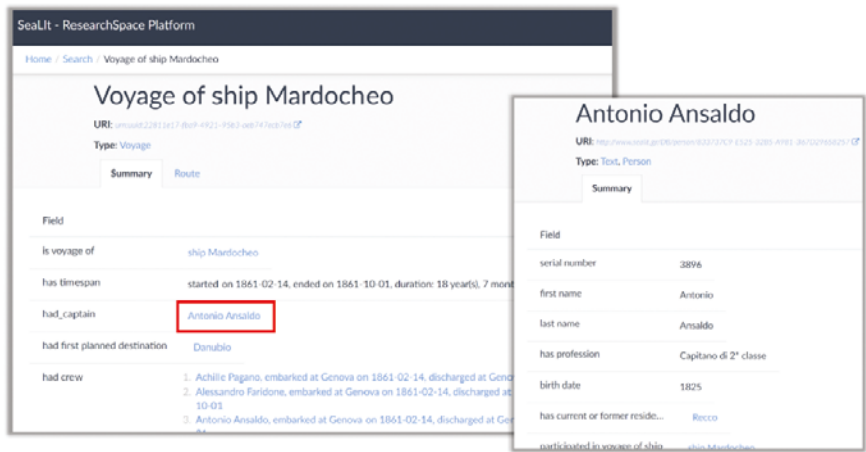 SeaLIt - ResearchSpace Platform
Home / Search / Voyage of ship Mardocheo
Voyage of ship Mardocheo
URI:
Type: Voyage
Summary Route
Field
is voyage of ship Mardocheo
has timespan started on 1861-02-14, ended on 1861-10-01, duration: 18 year(s), 7 mont
had_captain Antonio Ansaldo
had first planned destination Danubio
had crew 1. Achille Pagano, embarked at Genova on 1861-02-14, discharged at Geno
2. Alessandro Faridone, embarked at Genova on 1861-02-14, discharged at
10-01
3. Antonio Ansaldo, embarked at Genova on 1861-02-14, discharged at Ger
Antonio Ansaldo
URI:
Type: Text, Person
Summary
Field
serial number 3896
first name Antonio
last name Ansaldo
has profession Capitano di 2ª classe
birth date 1825
has current or former reside... Recco
participated in voyage of ship ship Mardocheo